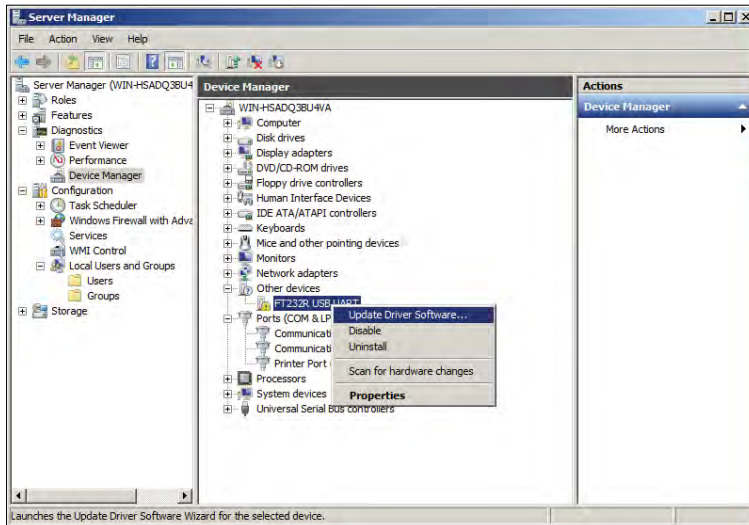 Server Manager
File Action View Help
Server Manager (WIN-HSADQ3BU4
Roles
Features
Diagnostics
Event Viewer
Performance
Device Manager
Configuration
Task Scheduler
Windows Firewall with Adva
Services
WMI Control
Local Users and Groups
Users
Groups
Storage
Device Manager
WIN-HSADQ3BU4VA
Computer
Disk drives
Display adapters
DVD/CD-ROM drives
Floppy drive controllers
Human Interface Devices
IDE ATA/ATAPI controllers
Keyboards
Mice and other pointing devices
Monitors
Network adapters
Other devices
FT232R USB UART
Ports (COM & LP
Communicati
Communicati
Printer Port
Processors
System devices
Universal Serial Bus controllers
Update Driver Software...
Disable
Uninstall
Scan for hardware changes
Properties
Actions
Device Manager
More Actions
Launches the Update Driver Software Wizard for the selected device.